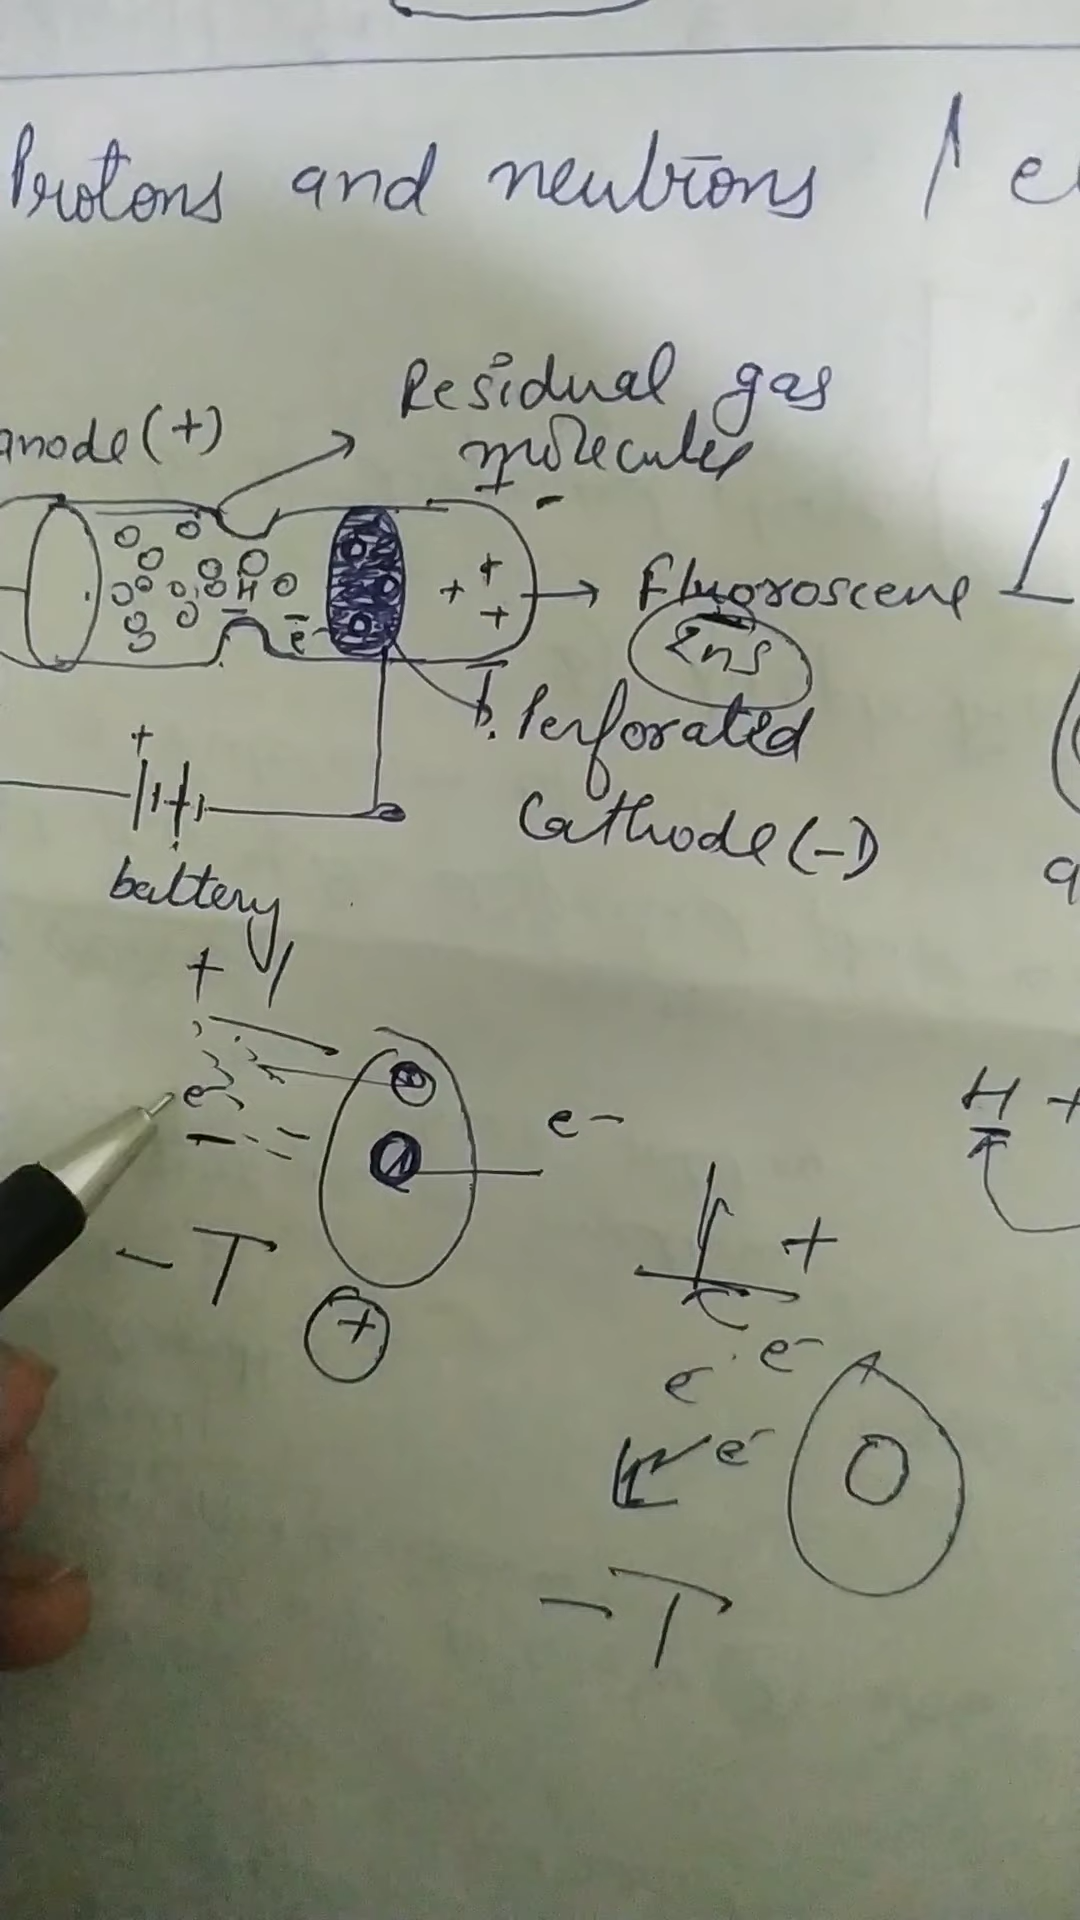 Protons and neutrons
Residual gas
anode (+)
molecules
Fluoroscene
ZnS
H
e-
+ + +
Perforated
Cathode (-)
+
battery
+
e-
e-
-
+
+
e-
e-
e-
-
H +